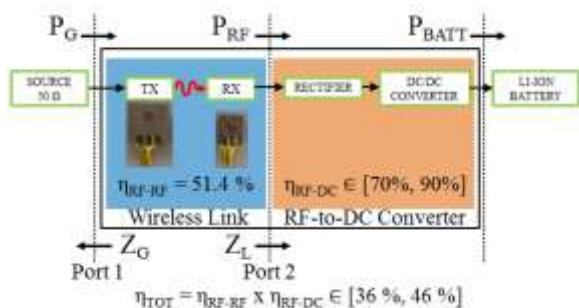 P_G P_RF P_BATT
SOURCE
50 Ω
TX
RX
RECTIFIER
DC/DC
CONVERTER
LI-ION
BATTERY
η_RF-RF = 51.4 %
η_RF-DC ∈ [70%, 90%]
Wireless Link
RF-to-DC Converter
Z_G Z_L
Port 1 Port 2
η_TOT = η_RF-RF x η_RF-DC ∈ [36 %, 46 %]